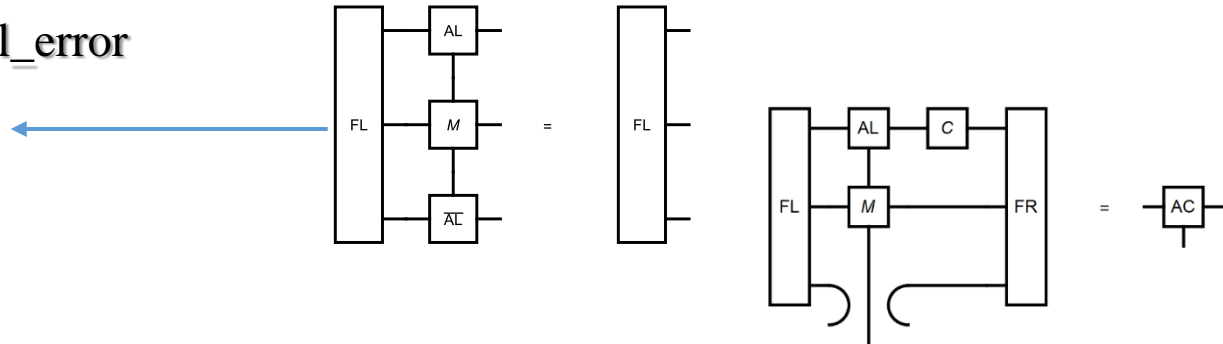 l_error
AL
FL M = FL
AL
AL C
FL M FR = AC